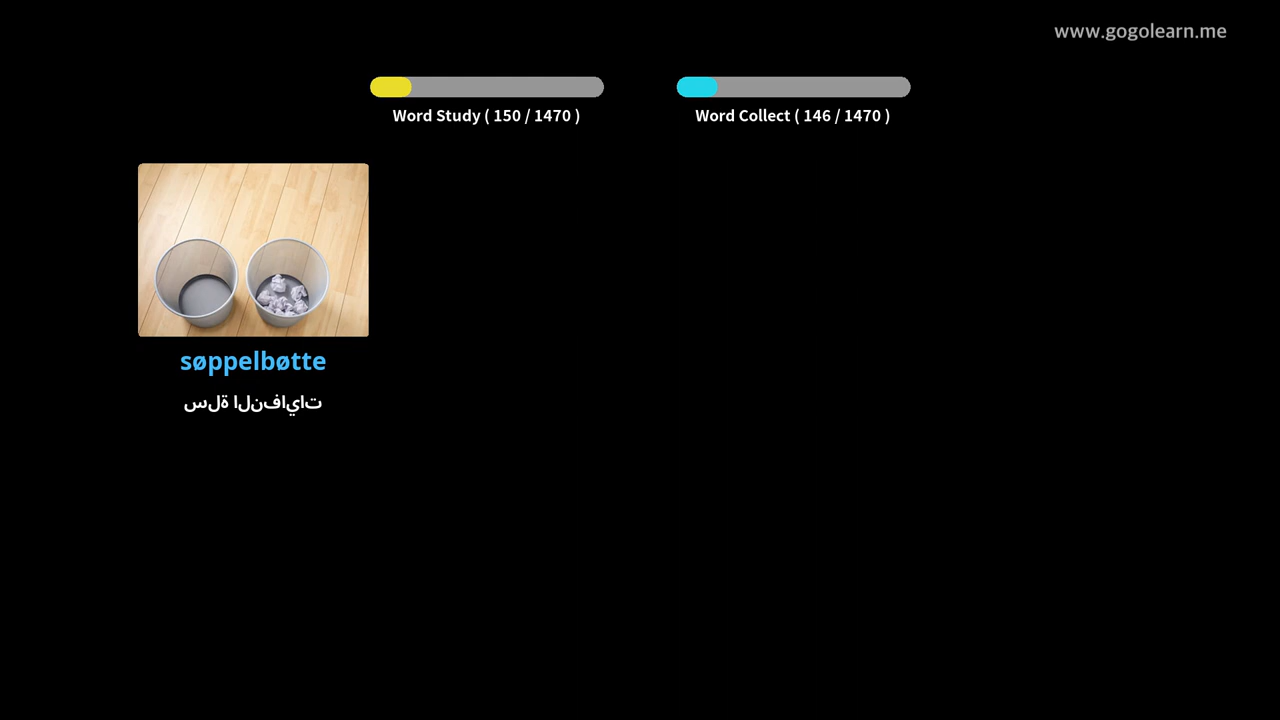 www.gogolearn.me
Word Study ( 150 / 1470 )
Word Collect ( 146 / 1470 )
søppelbøtte
سلة النفايات